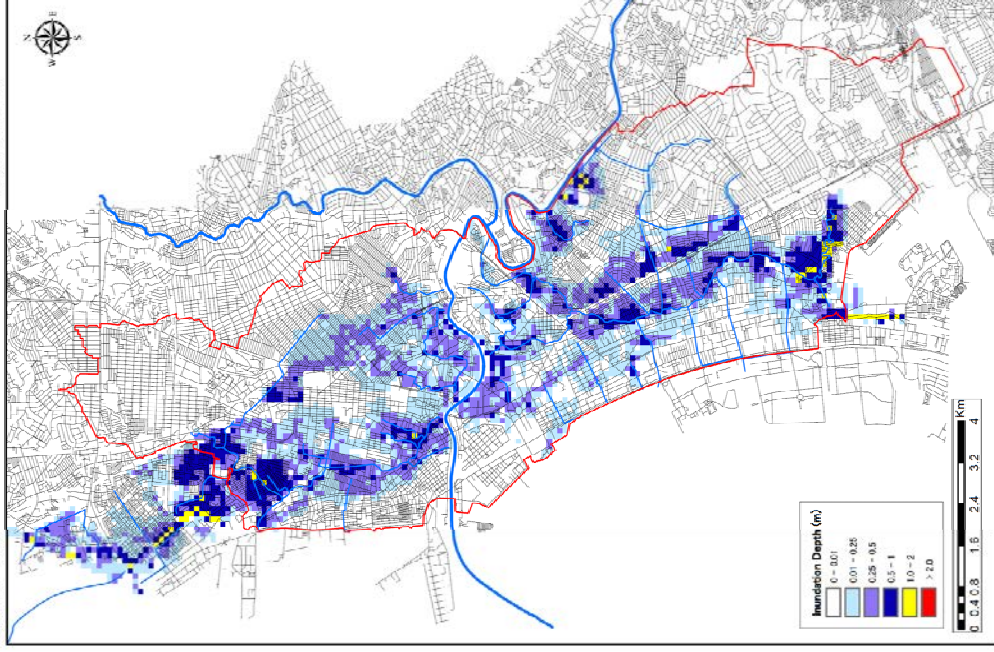 N
E
W
S
Inundation Depth (m)
0 - 0.01
0.01 - 0.25
0.25 - 0.5
0.5 - 1
1.0 - 2
> 2.0
Km
0 0.4 0.8 1.6 2.4 3.2 4